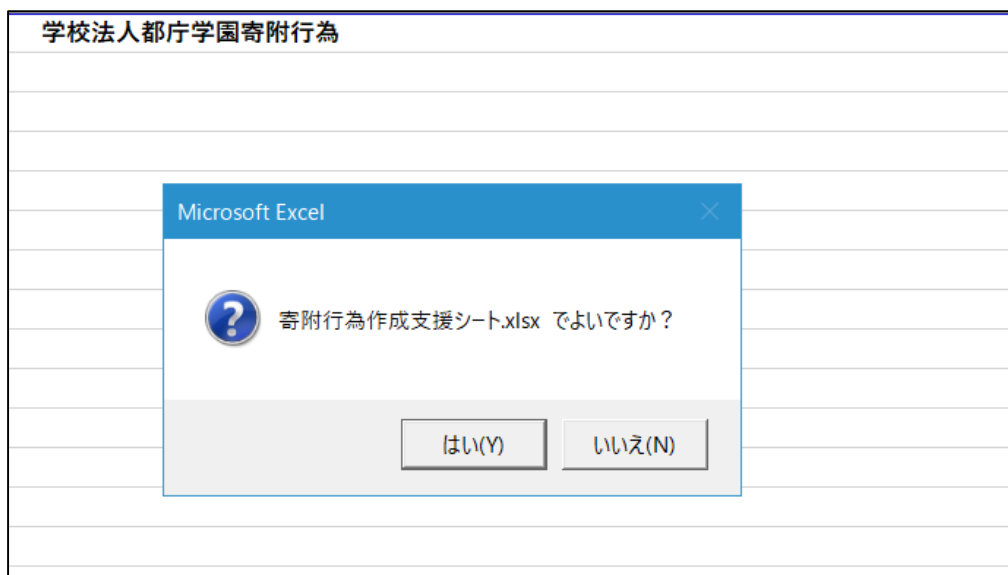 学校法人都庁学園寄附行為
Microsoft Excel
?
寄附行為作成支援シート.xlsx でよいですか？
はい(Y) いいえ(N)